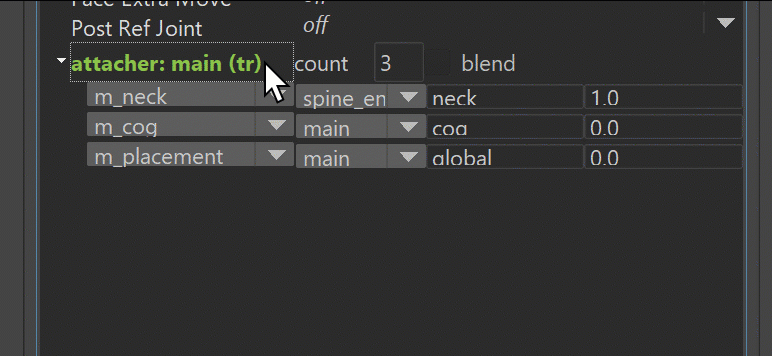 Face Extra Move off
Post Ref Joint off
attacher: main (tr) count 3 blend
m_neck spine_en neck 1.0
m_cog main cog 0.0
m_placement main global 0.0